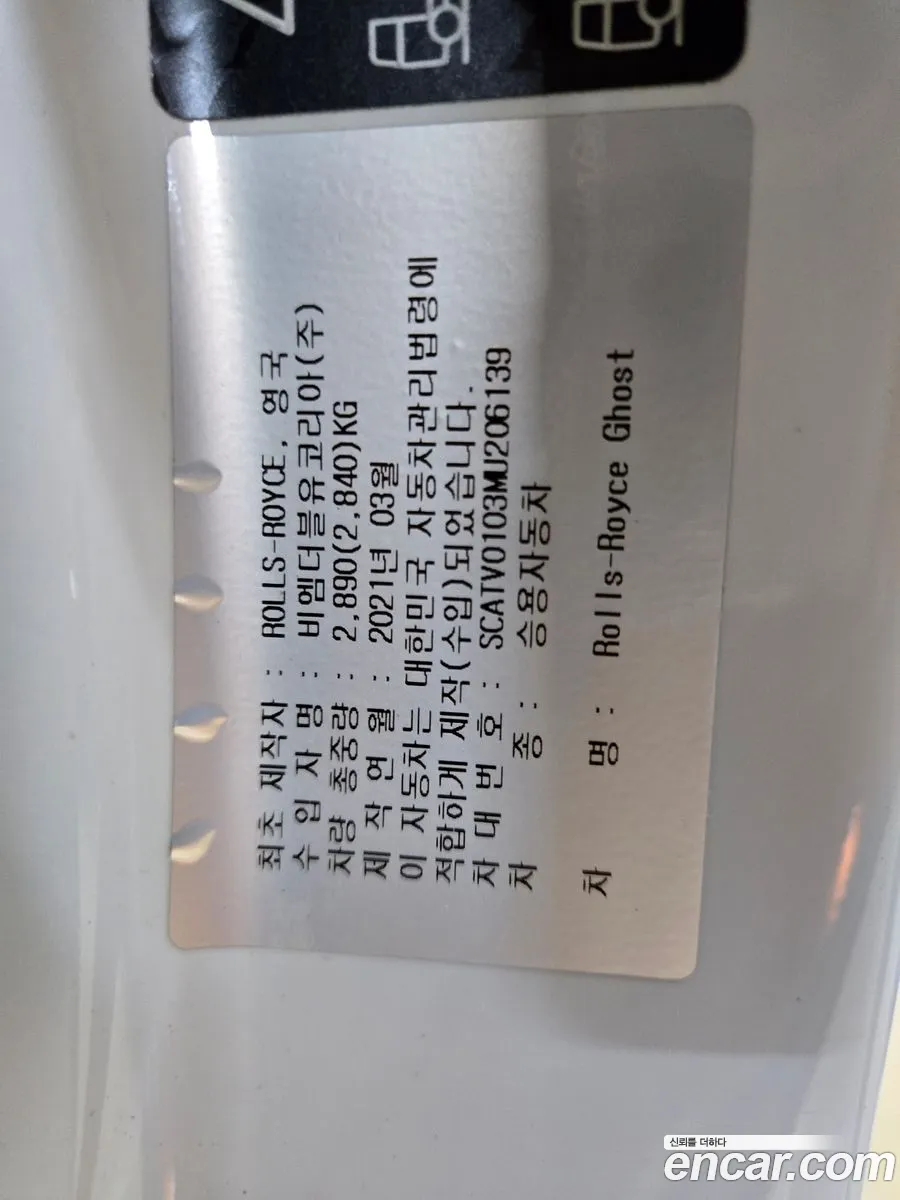 최초 제작자 : ROLLS-ROYCE, 영국
수 입 자 명 : 비엠더블유코리아(주)
차량 총중량 : 2,890(2,840)KG
제 작 연 월 : 2021년 03월
이 자동차는 대한민국 자동차관리법령에
적합하게 제작(수입)되었습니다.
차 대 번 호 : SCATV0103MU206139
차 종 : 승용자동차
차 명 : Rolls-Royce Ghost
신뢰를 더하다
encar.com